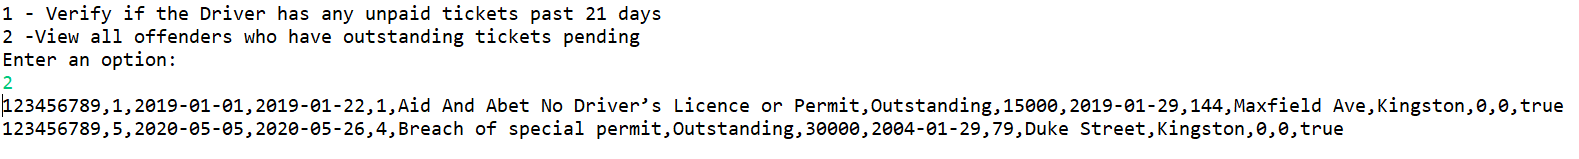 1 - Verify if the Driver has any unpaid tickets past 21 days
2 -View all offenders who have outstanding tickets pending
Enter an option:
2
123456789,1,2019-01-01,2019-01-22,1,Aid And Abet No Driver’s Licence or Permit,Outstanding,15000,2019-01-29,144,Maxfield Ave,Kingston,0,0,true
123456789,5,2020-05-05,2020-05-26,4,Breach of special permit,Outstanding,30000,2004-01-29,79,Duke Street,Kingston,0,0,true